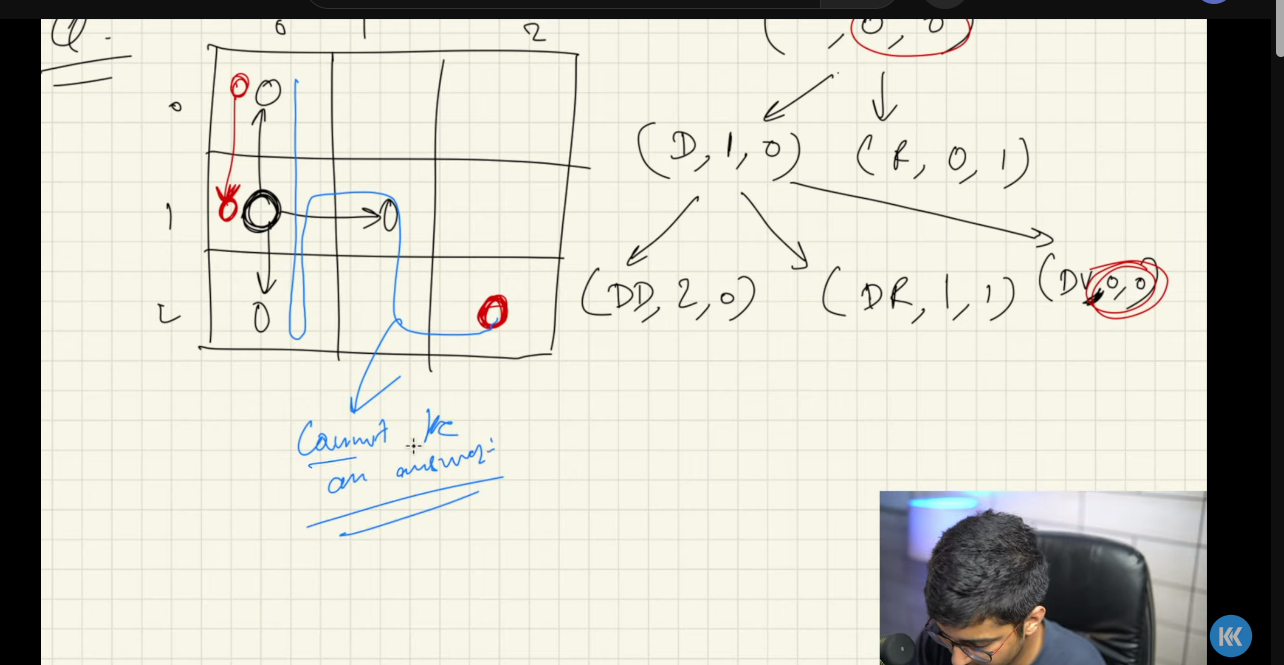 Q.
0 1 2
( , 0, 0)
0
(D, 1, 0) (R, 0, 1)
1
(DD, 2, 0) (DR, 1, 1) (DU, 0, 0)
2
Cannot be
an answer
KK